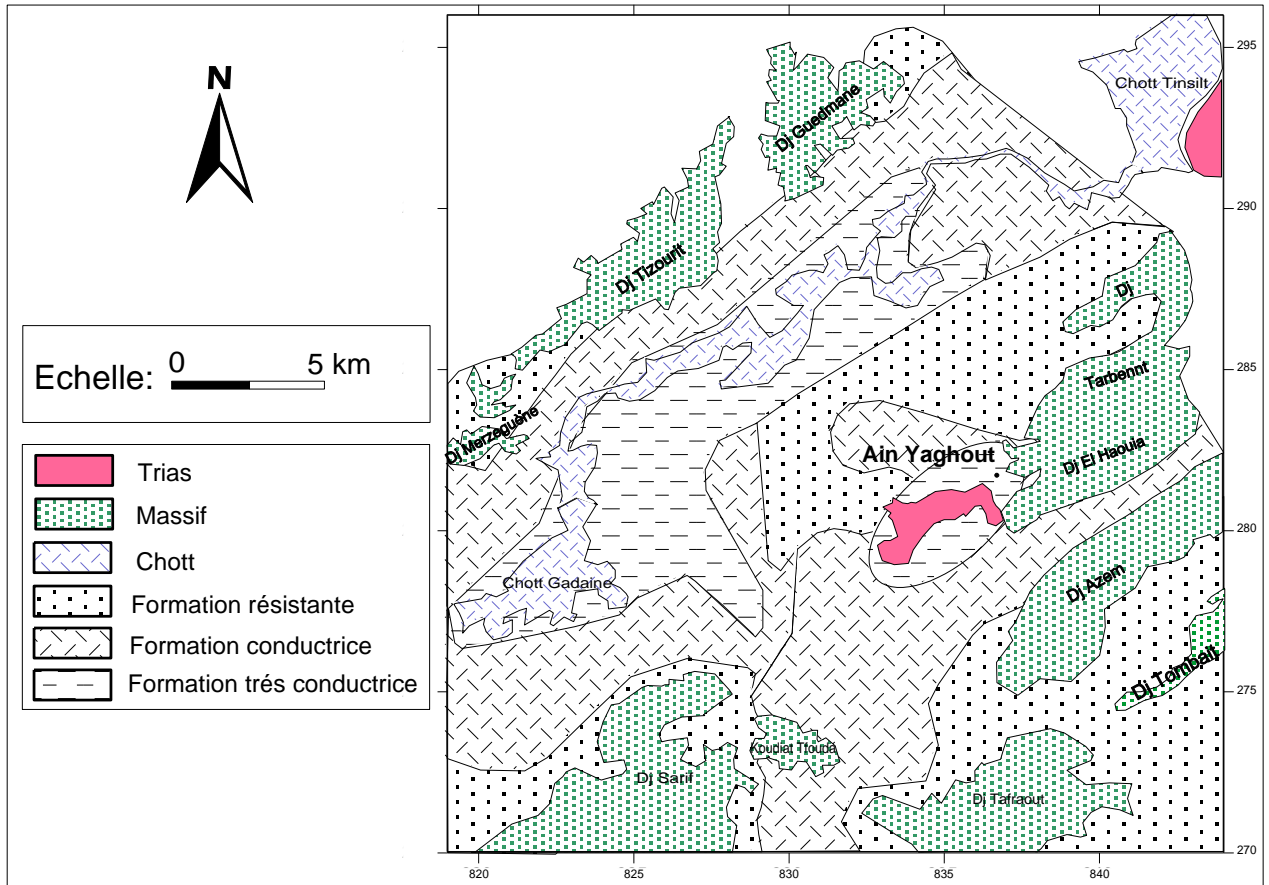 N
Echelle:
0
5 km
Trias
Massif
Chott
Formation résistante
Formation conductrice
Formation trés conductrice
Chott Tinsilt
Dj Guedmane
Dj Tizourit
Dj Merzeguène
Dj
Tarbennt
Ain Yaghout
Dj El Haouia
Chott Gadaine
Dj Azem
Dj Tombait
Koudiat Tfouda
Dj Sarif
Dj Tafraout
295
290
285
280
275
270
820
825
830
835
840